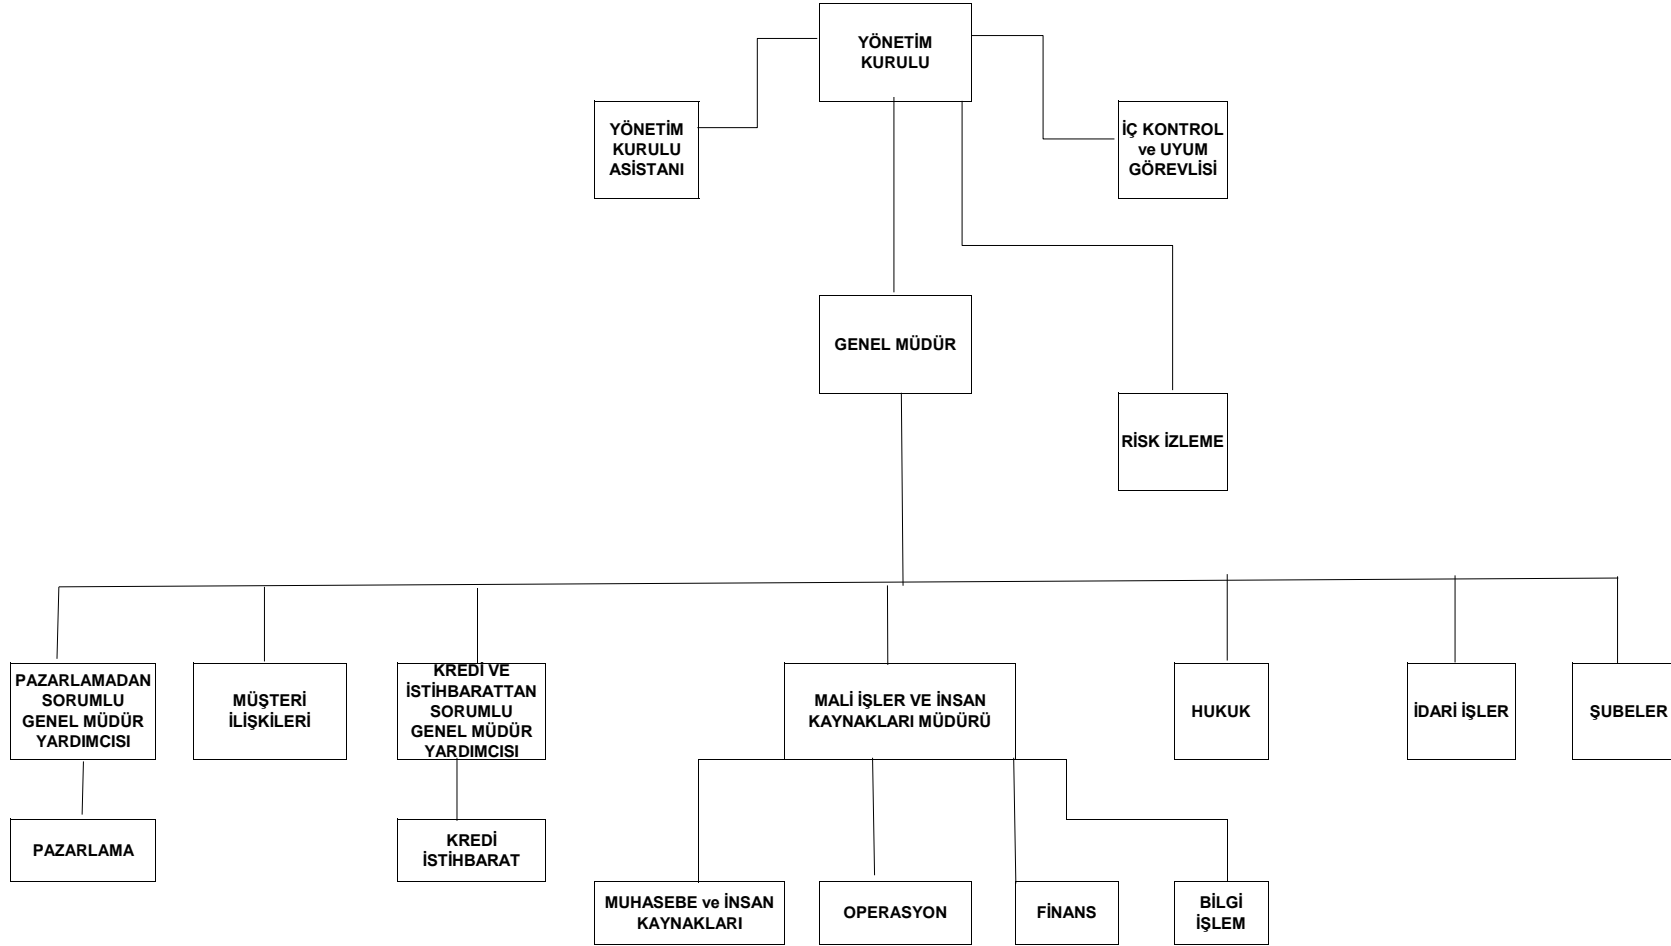 YÖNETİM
KURULU
YÖNETİM
KURULU
ASİSTANI
İÇ KONTROL
ve UYUM
GÖREVLİSİ
GENEL MÜDÜR
RİSK İZLEME
PAZARLAMADAN
SORUMLU
GENEL MÜDÜR
YARDIMCISI
MÜŞTERİ
İLİŞKİLERİ
KREDİ VE
İSTİHBARATTAN
SORUMLU
GENEL MÜDÜR
YARDIMCISI
MALİ İŞLER VE İNSAN
KAYNAKLARI MÜDÜRÜ
HUKUK
İDARİ İŞLER
ŞUBELER
PAZARLAMA
KREDİ
İSTİHBARAT
MUHASEBE ve İNSAN
KAYNAKLARI
OPERASYON
FİNANS
BİLGİ
İŞLEM